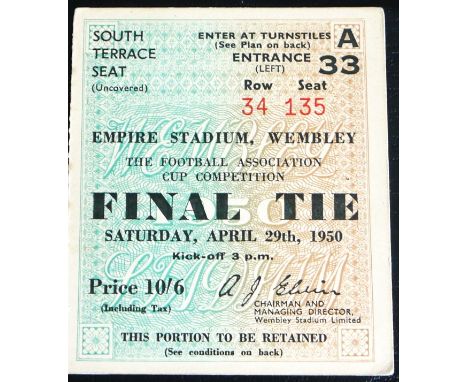 SOUTH TERRACE SEAT
(Uncovered)
ENTER AT TURNSTILES A
(See Plan on back)
ENTRANCE 33
(LEFT)
Row Seat
34 135
EMPIRE STADIUM, WEMBLEY
THE FOOTBALL ASSOCIATION
CUP COMPETITION
FINAL TIE
SATURDAY, APRIL 29th, 1950
Kick-off 3 p.m.
Price 10/6
(Including Tax)
A J Elvin
CHAIRMAN AND
MANAGING DIRECTOR,
Wembley Stadium Limited
THIS PORTION TO BE RETAINED
(See conditions on back)